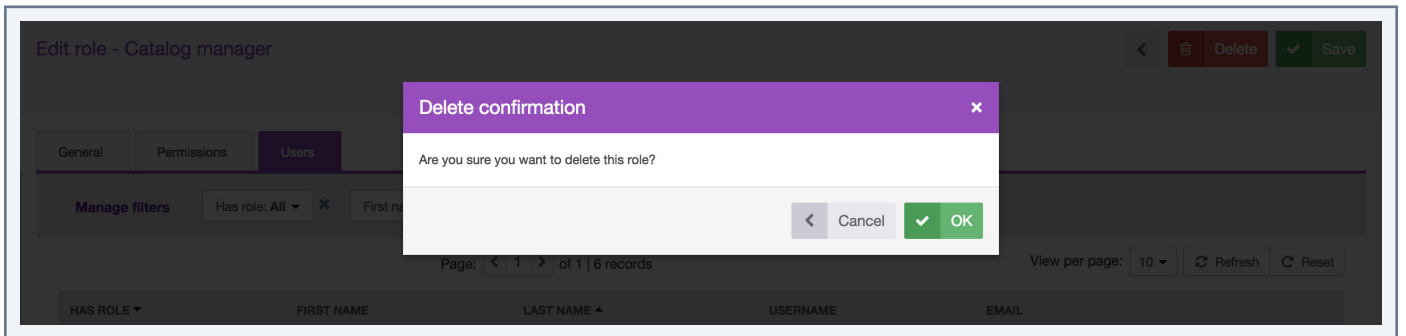 Edit role - Catalog manager
Delete
Save
Delete confirmation
Are you sure you want to delete this role?
Cancel
OK
General
Permissions
Users
Manage filters
Has role: All
First na
Page: 1 of 1 | 6 records
View per page: 10
Refresh
Reset
HAS ROLE
FIRST NAME
LAST NAME
USERNAME
EMAIL